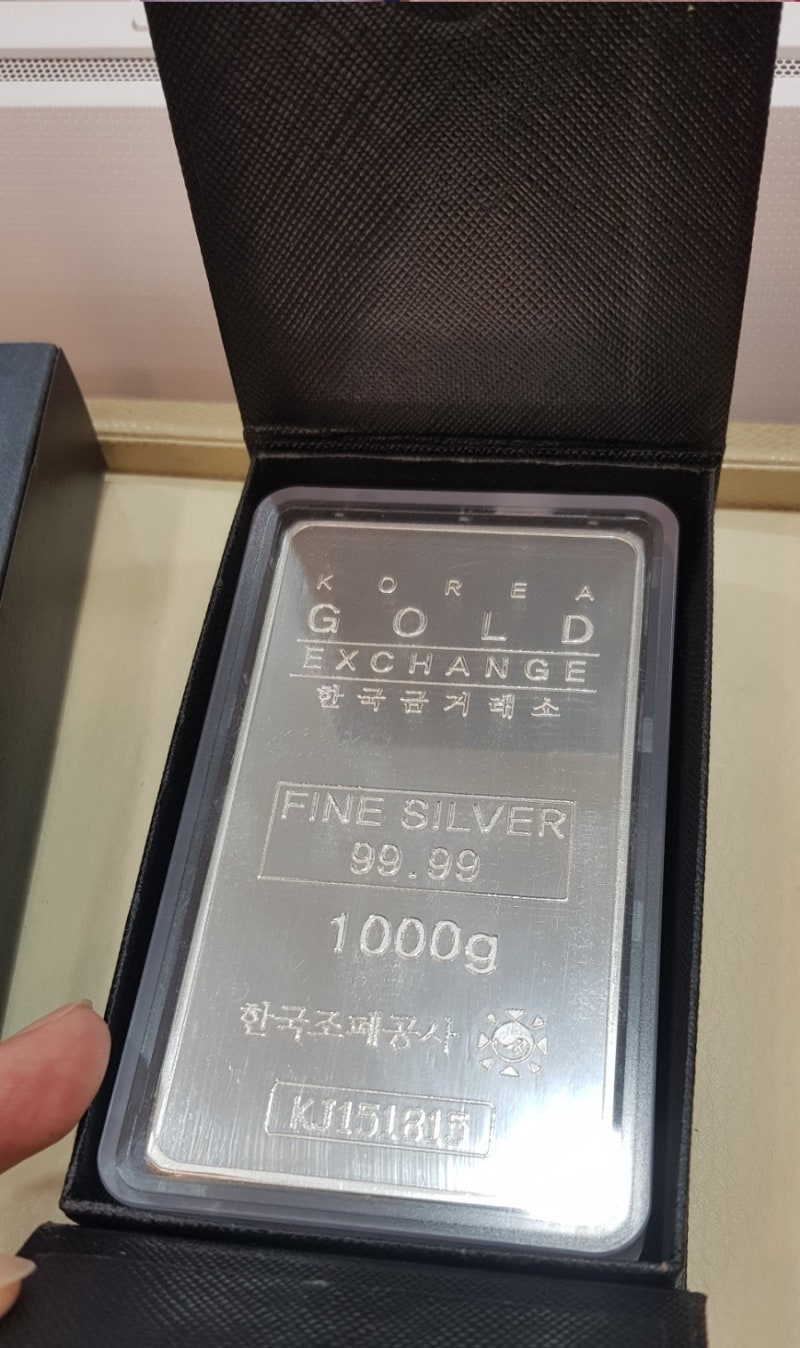 KOREA
GOLD
EXCHANGE
한국금거래소
FINE SILVER
99.99
1000g
한국조폐공사
KJ151815